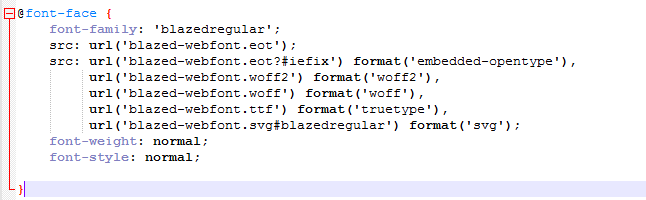 @font-face {
font-family: 'blazedregular';
src: url('blazed-webfont.eot');
src: url('blazed-webfont.eot?#iefix') format('embedded-opentype'),
url('blazed-webfont.woff2') format('woff2'),
url('blazed-webfont.woff') format('woff'),
url('blazed-webfont.ttf') format('truetype'),
url('blazed-webfont.svg#blazedregular') format('svg');
font-weight: normal;
font-style: normal;
}